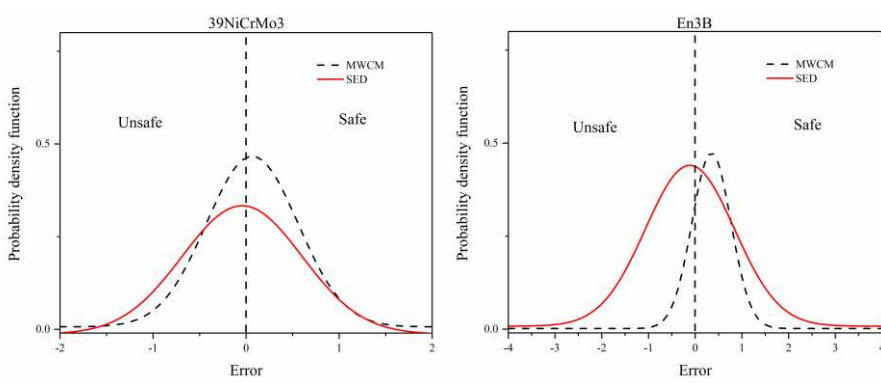 39NiCrMo3
Probability density function
0.5
0.0
MWCM
SED
Unsafe
Safe
-2
-1
0
1
2
Error
En3B
Probability density function
0.5
0.0
MWCM
SED
Unsafe
Safe
-4
-3
-2
-1
0
1
2
3
4
Error